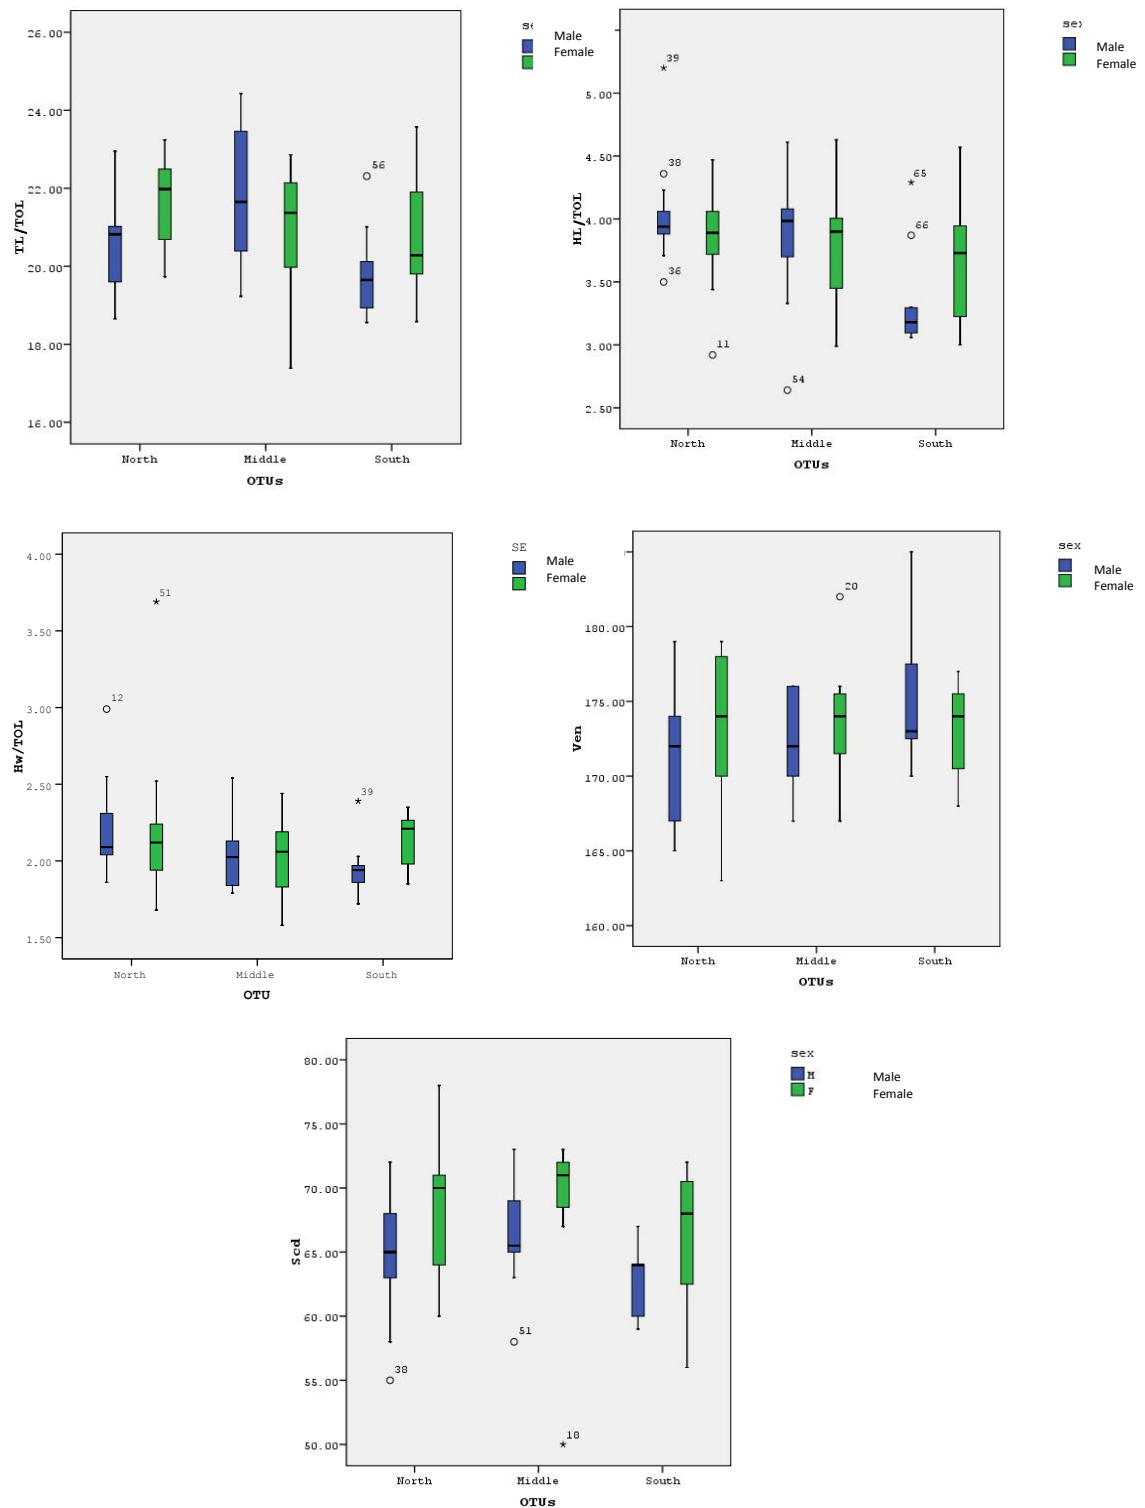 26.00
24.00
22.00
20.00
18.00
16.00
TL/TOL
56
North Middle South
OTUs
Male
Female
5.00
4.50
4.00
3.50
3.00
2.50
HL/TOL
39
38
36
11
54
65
66
North Middle South
OTUs
Male
Female
4.00
3.50
3.00
2.50
2.00
1.50
Hw/TOL
12
51
39
North Middle South
OTU
SE
Male
Female
180.00
175.00
170.00
165.00
160.00
Ven
20
North Middle South
OTUs
sex
Male
Female
80.00
75.00
70.00
65.00
60.00
55.00
50.00
Scd
38
51
18
North Middle South
OTUs
sex
M Male
F Female